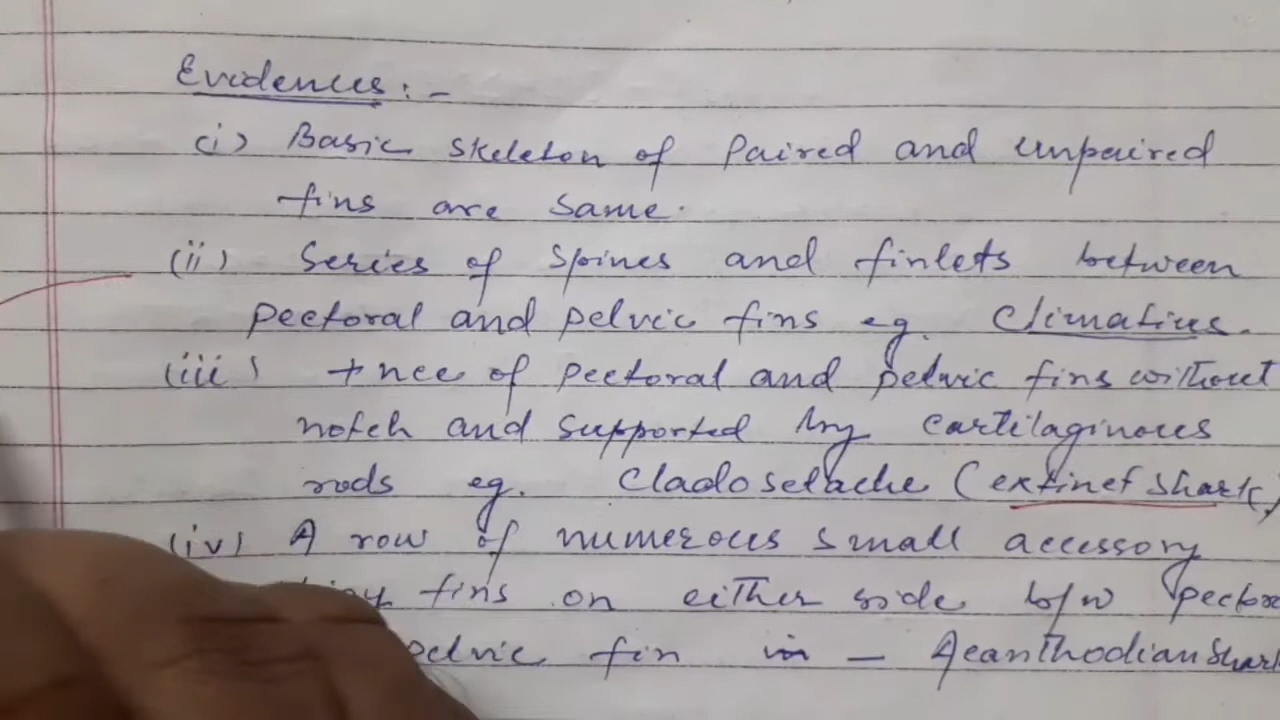 Evidences:-
(i) Basic skeleton of Paired and unpaired
fins are same.
(ii) Series of spines and finlets between
pectoral and pelvic fins eg. Climatius.
(iii) +nce of pectoral and pelvic fins without
notch and supported by cartilaginous
rods eg. Cladoselache (extinct shark)
(iv) A row of numerous small accessory
fins on either side b/w pector
pelvic fin in - Acanthodian Shark